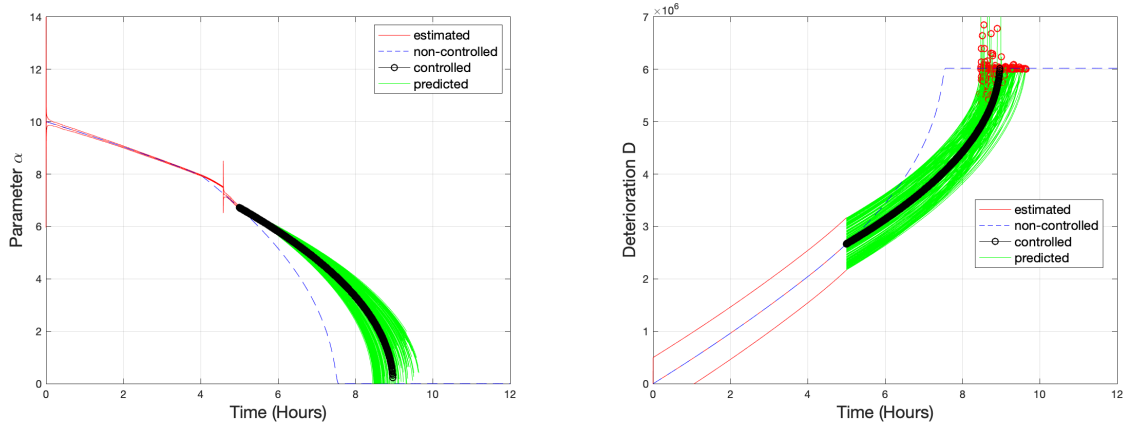 14
12
10
8
6
4
2
0
0
2
4
6
8
10
12
Parameter α
Time (Hours)
estimated
non-controlled
controlled
predicted
×10⁶
7
6
5
4
3
2
1
0
0
2
4
6
8
10
12
Deterioration D
Time (Hours)
estimated
non-controlled
controlled
predicted